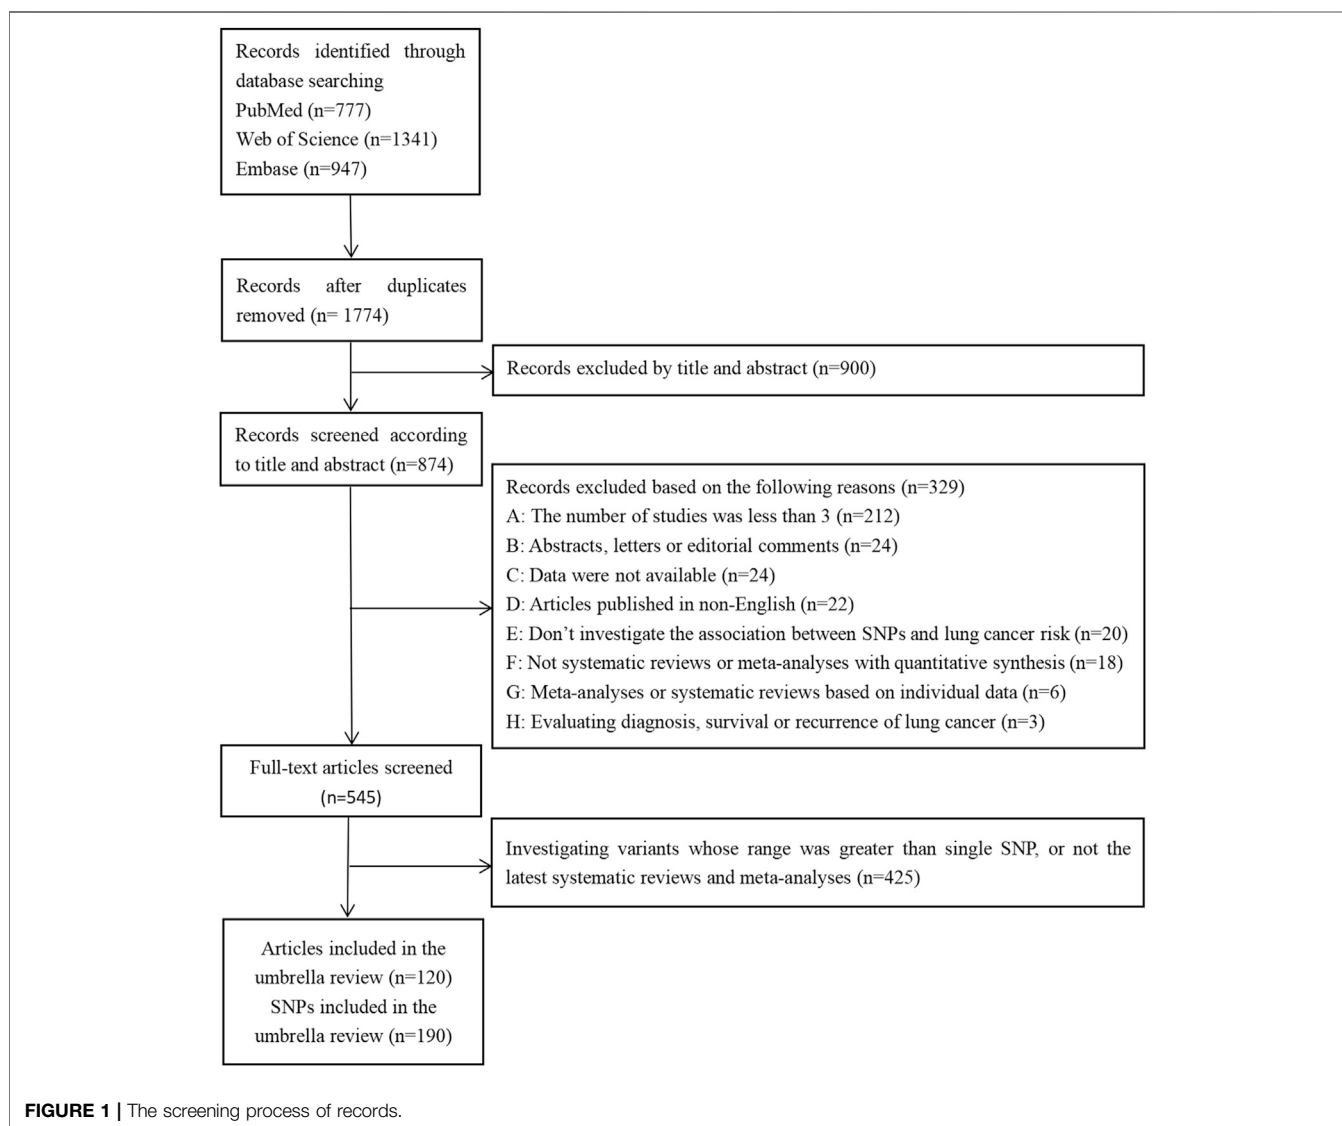 Records identified through
database searching
PubMed (n=777)
Web of Science (n=1341)
Embase (n=947)
Records after duplicates
removed (n= 1774)
Records excluded by title and abstract (n=900)
Records screened according
to title and abstract (n=874)
Records excluded based on the following reasons (n=329)
A: The number of studies was less than 3 (n=212)
B: Abstracts, letters or editorial comments (n=24)
C: Data were not available (n=24)
D: Articles published in non-English (n=22)
E: Don’t investigate the association between SNPs and lung cancer risk (n=20)
F: Not systematic reviews or meta-analyses with quantitative synthesis (n=18)
G: Meta-analyses or systematic reviews based on individual data (n=6)
H: Evaluating diagnosis, survival or recurrence of lung cancer (n=3)
Full-text articles screened
(n=545)
Investigating variants whose range was greater than single SNP, or not the
latest systematic reviews and meta-analyses (n=425)
Articles included in the
umbrella review (n=120)
SNPs included in the
umbrella review (n=190)
FIGURE 1 | The screening process of records.